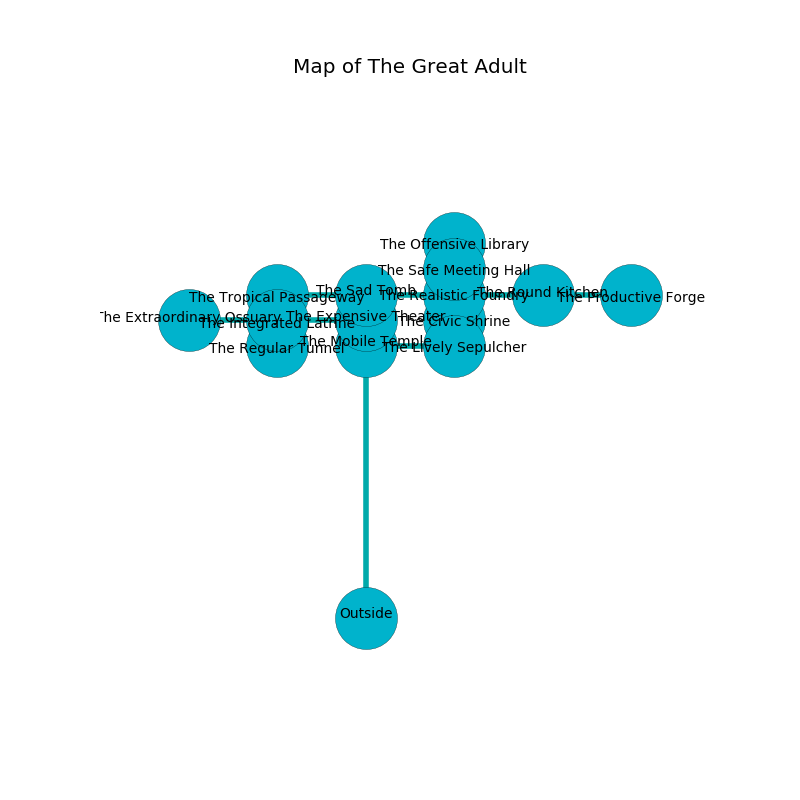 Map of The Great Adult
The Offensive Library
The Safe Meeting Hall
The Sad Tomb
The Round Kitchen
The Tropical Passageway
The Realistic Foundry
The Productive Forge
The Extraordinary Ossuary
The Expensive Theater
The Integrated Latrine
The Civic Shrine
The Mobile Temple
The Regular Tunnel
The Lively Sepulcher
Outside